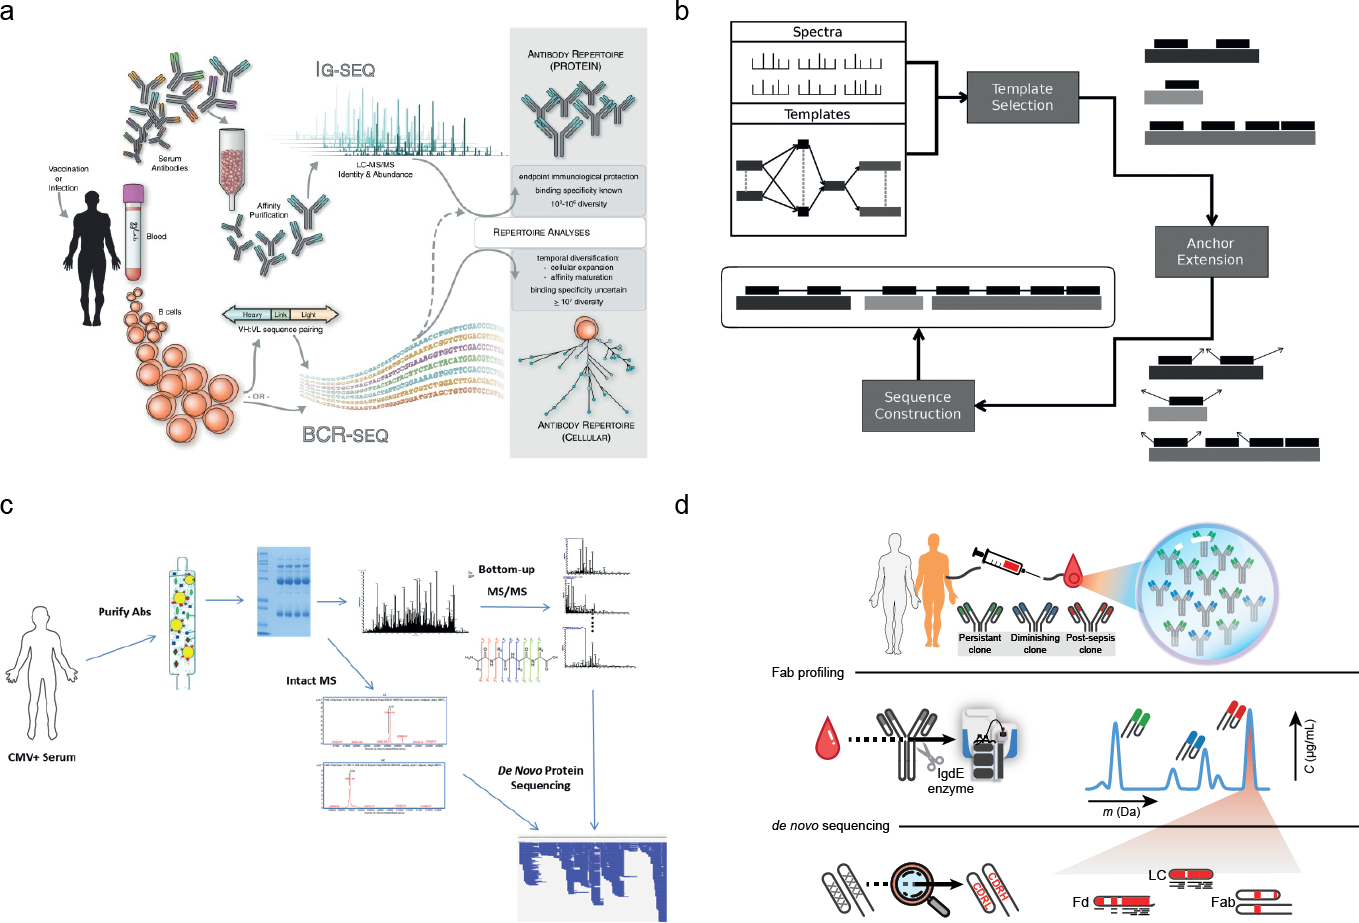 a
IG-SEQ
Serum
Antibodies
Vaccination
or
Infection
Blood
B cells
Affinity
Purification
LC-MS/MS
Identity & Abundance
Heavy Link Light
VH:VL sequence pairing
- OR -
BCR-SEQ
ANTIBODY REPERTOIRE
(PROTEIN)
endpoint immunological protection
binding specificity known
REPERTOIRE ANALYSES
temporal diversification:
- cellular expansion
- affinity maturation
binding specificity uncertain
ANTIBODY REPERTOIRE
(CELLULAR)
b
Spectra
Templates
Template
Selection
Anchor
Extension
Sequence
Construction
c
CMV+ Serum
Purify Abs
Bottom-up
MS/MS
Intact MS
De Novo Protein
Sequencing
d
Persistant
clone
Diminishing
clone
Post-sepsis
clone
Fab profiling
IgdE
enzyme
m (Da)
C (μg/mL)
de novo sequencing
CDRL
CDRH
LC
Fd
Fab